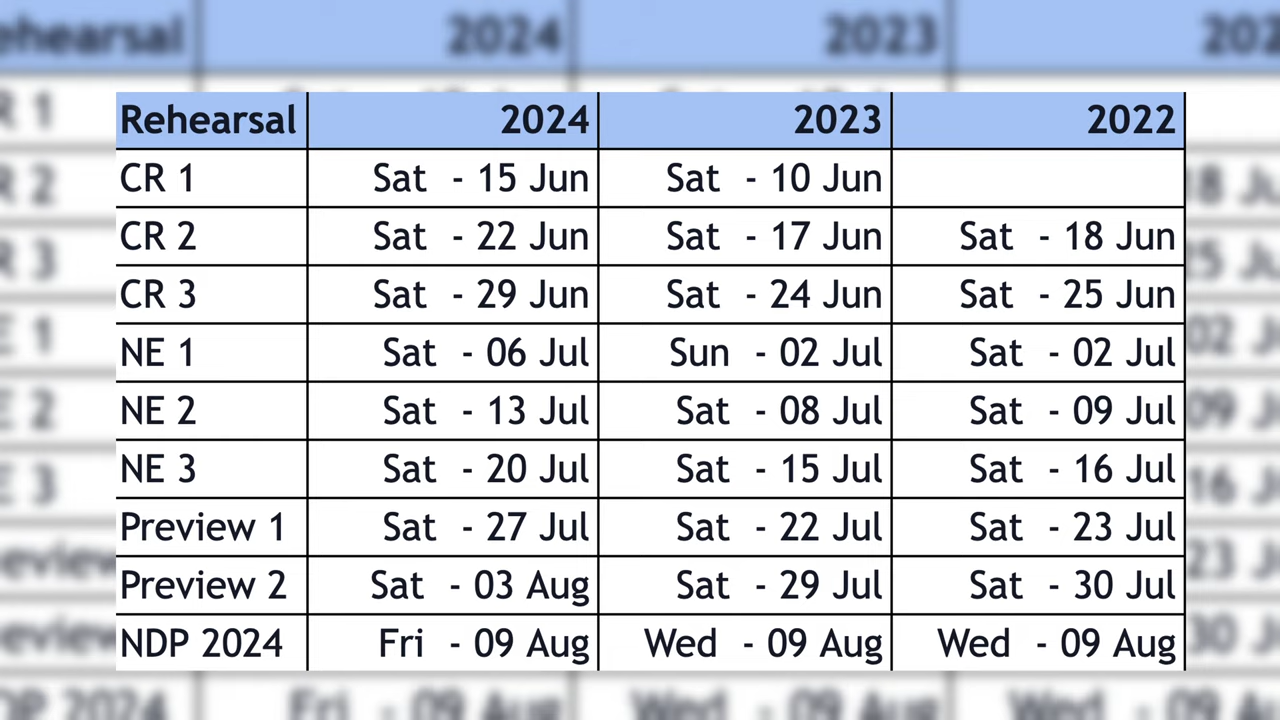 Rehearsal 2024 2023 2022
CR 1 Sat - 15 Jun Sat - 10 Jun
CR 2 Sat - 22 Jun Sat - 17 Jun Sat - 18 Jun
CR 3 Sat - 29 Jun Sat - 24 Jun Sat - 25 Jun
NE 1 Sat - 06 Jul Sun - 02 Jul Sat - 02 Jul
NE 2 Sat - 13 Jul Sat - 08 Jul Sat - 09 Jul
NE 3 Sat - 20 Jul Sat - 15 Jul Sat - 16 Jul
Preview 1 Sat - 27 Jul Sat - 22 Jul Sat - 23 Jul
Preview 2 Sat - 03 Aug Sat - 29 Jul Sat - 30 Jul
NDP 2024 Fri - 09 Aug Wed - 09 Aug Wed - 09 Aug